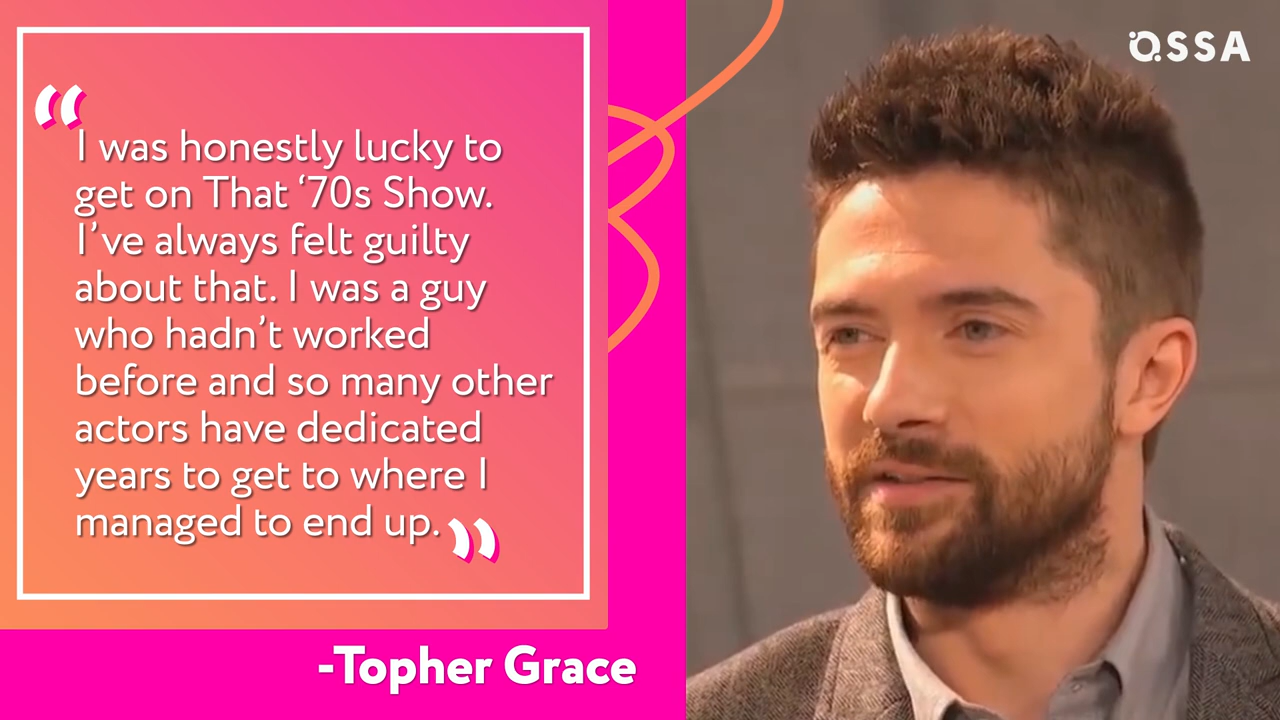 “
I was honestly lucky to
get on That ‘70s Show.
I’ve always felt guilty
about that. I was a guy
who hadn’t worked
before and so many other
actors have dedicated
years to get to where I
managed to end up.”
-Topher Grace
OSSA